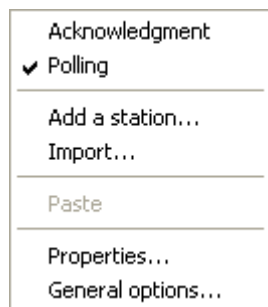 Acknowledgment
Polling
Add a station...
Import...
Paste
Properties...
General options...